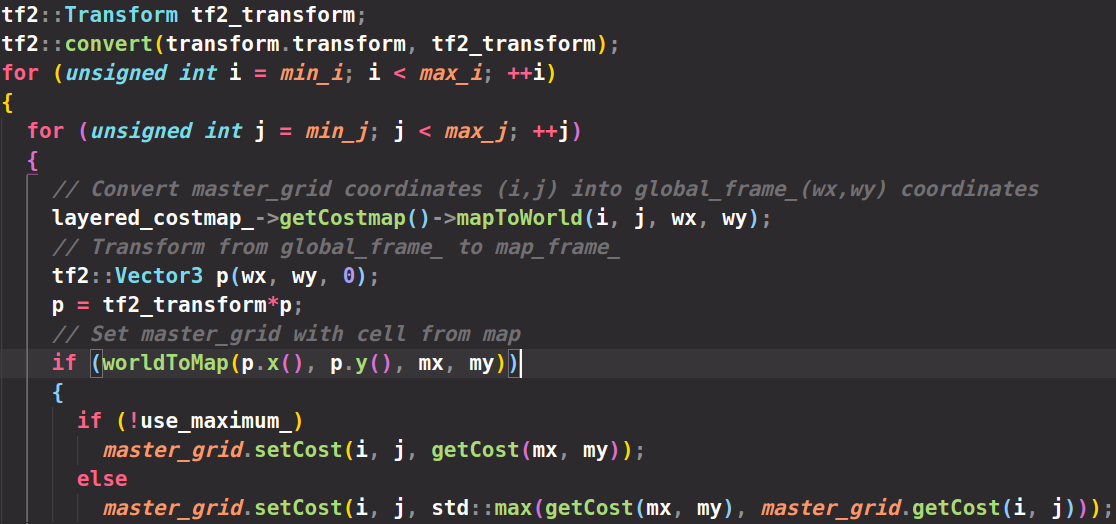 tf2::Transform tf2_transform;
tf2::convert(transform.transform, tf2_transform);
for (unsigned int i = min_i; i < max_i; ++i)
{
  for (unsigned int j = min_j; j < max_j; ++j)
  {
    // Convert master_grid coordinates (i,j) into global_frame_(wx,wy) coordinates
    layered_costmap_->getCostmap()->mapToWorld(i, j, wx, wy);
    // Transform from global_frame_ to map_frame_
    tf2::Vector3 p(wx, wy, 0);
    p = tf2_transform*p;
    // Set master_grid with cell from map
    if (worldToMap(p.x(), p.y(), mx, my))
    {
      if (!use_maximum_)
        master_grid.setCost(i, j, getCost(mx, my));
      else
        master_grid.setCost(i, j, std::max(getCost(mx, my), master_grid.getCost(i, j)));